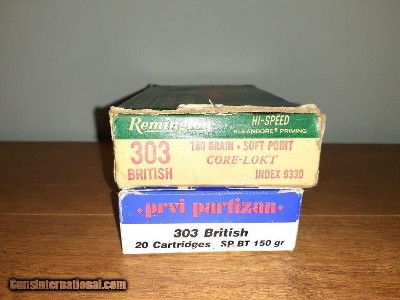 Remington
HI-SPEED
KLEANBORE PRIMING
303
BRITISH
180 GRAIN • SOFT POINT
CORE-LOKT
INDEX 9330
• prvi partizan •
303 British
20 Cartridges SP BT 150 gr
GunsInternational.com